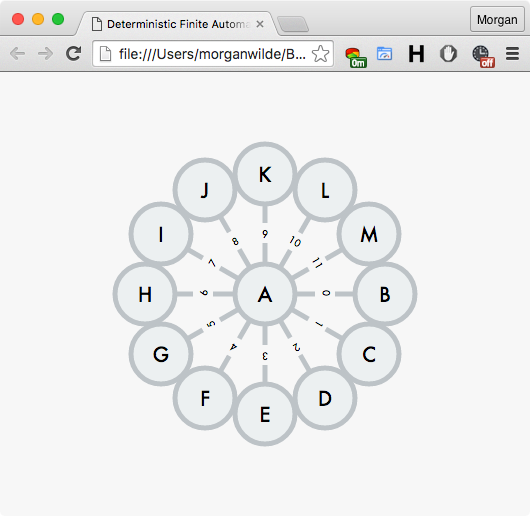 Deterministic Finite Autom
Morgan
file:///Users/morganwilde/B...
0m
H
off
K
J
L
I
9
M
8
10
7
11
H
6
A
0
B
5
1
4
2
G
3
C
F
D
E